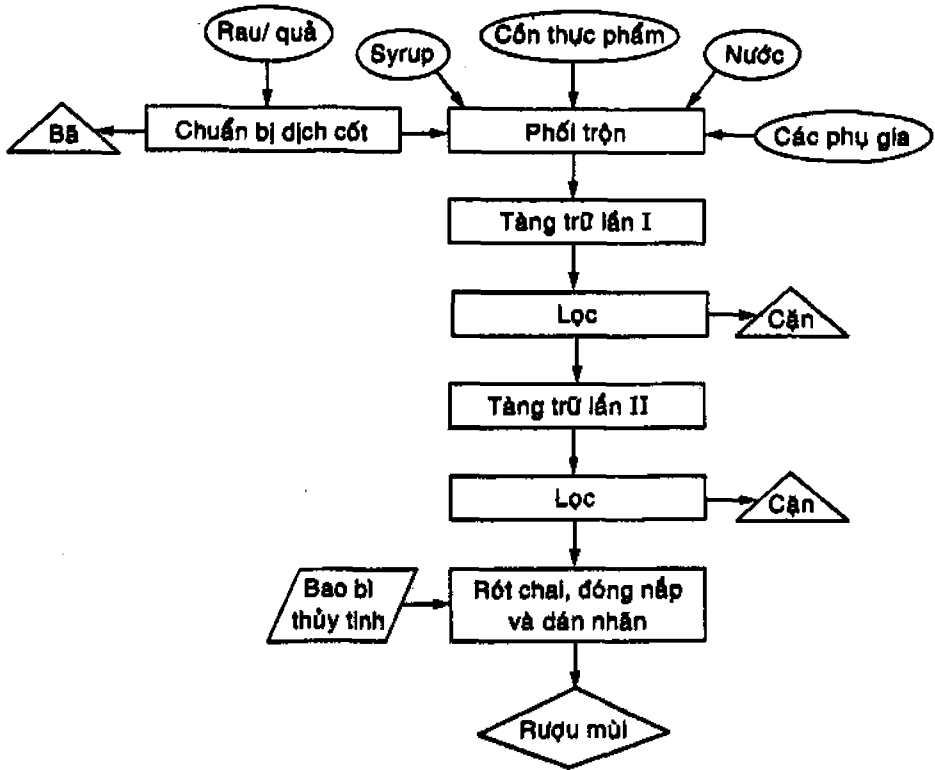 Rau/ quả
Syrup
Cồn thực phẩm
Nước
Bã
Chuẩn bị dịch cốt
Phối trộn
Các phụ gia
Tàng trữ lần I
Lọc
Cặn
Tàng trữ lần II
Lọc
Cặn
Bao bì
thủy tinh
Rót chai, đóng nắp
và dán nhãn
Rượu mùi